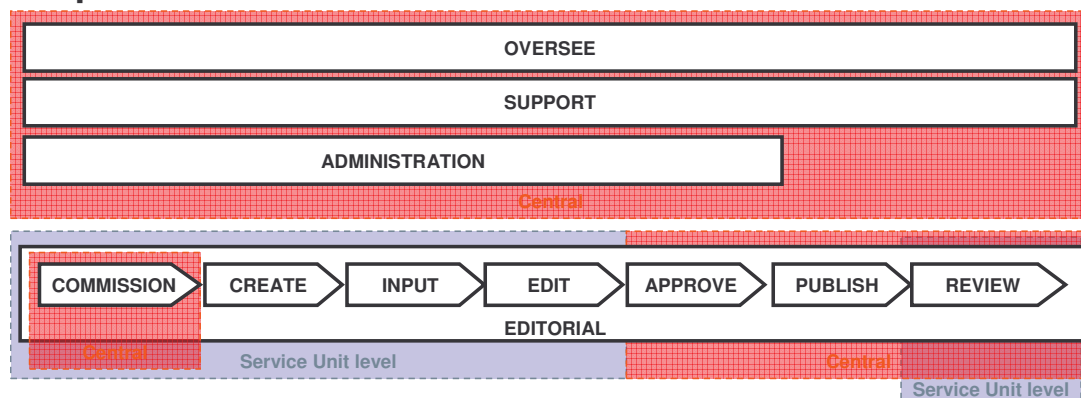 OVERSEE
SUPPORT
ADMINISTRATION
Central
COMMISSION CREATE INPUT EDIT APPROVE PUBLISH REVIEW
EDITORIAL
Central Service Unit level Central
Service Unit level